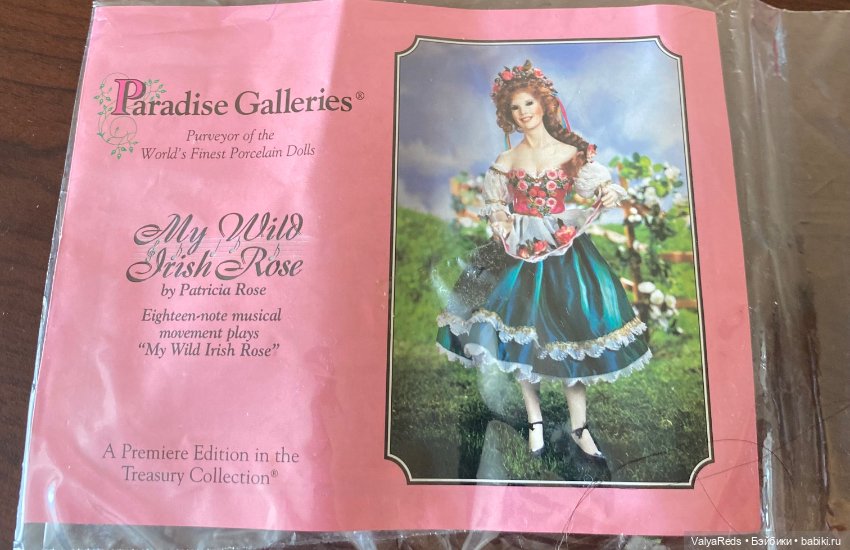 Paradise Galleries®
Purveyor of the
World's Finest Porcelain Dolls
My Wild
Irish Rose
by Patricia Rose
Eighteen-note musical
movement plays
"My Wild Irish Rose"
A Premiere Edition in the
Treasury Collection®
ValyaReds • Бэйбики • babiki.ru